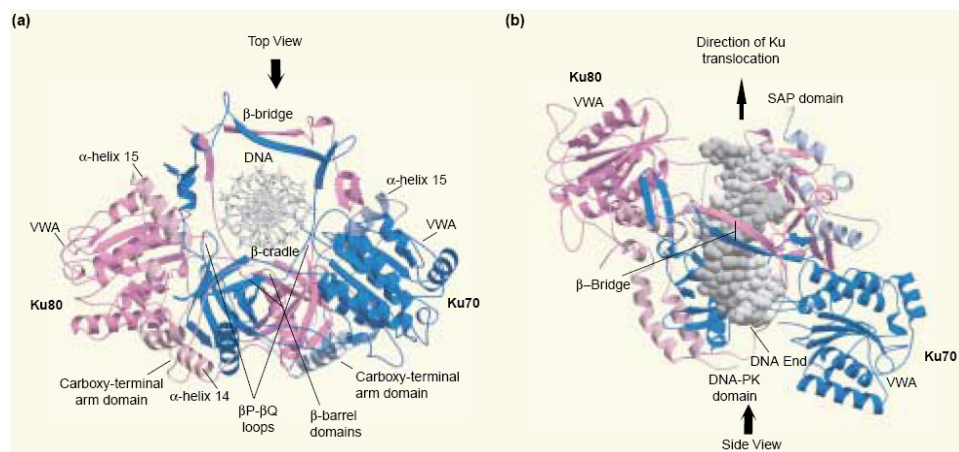 (a)
Top View
β-bridge
DNA
α-helix 15
α-helix 15
VWA
VWA
β-cradle
Ku80
Ku70
Carboxy-terminal
arm domain
α-helix 14
βP-βQ
loops
β-barrel
domains
Carboxy-terminal
arm domain
(b)
Direction of Ku
translocation
Ku80
VWA
SAP domain
β–Bridge
DNA End
Ku70
VWA
DNA-PK
domain
Side View